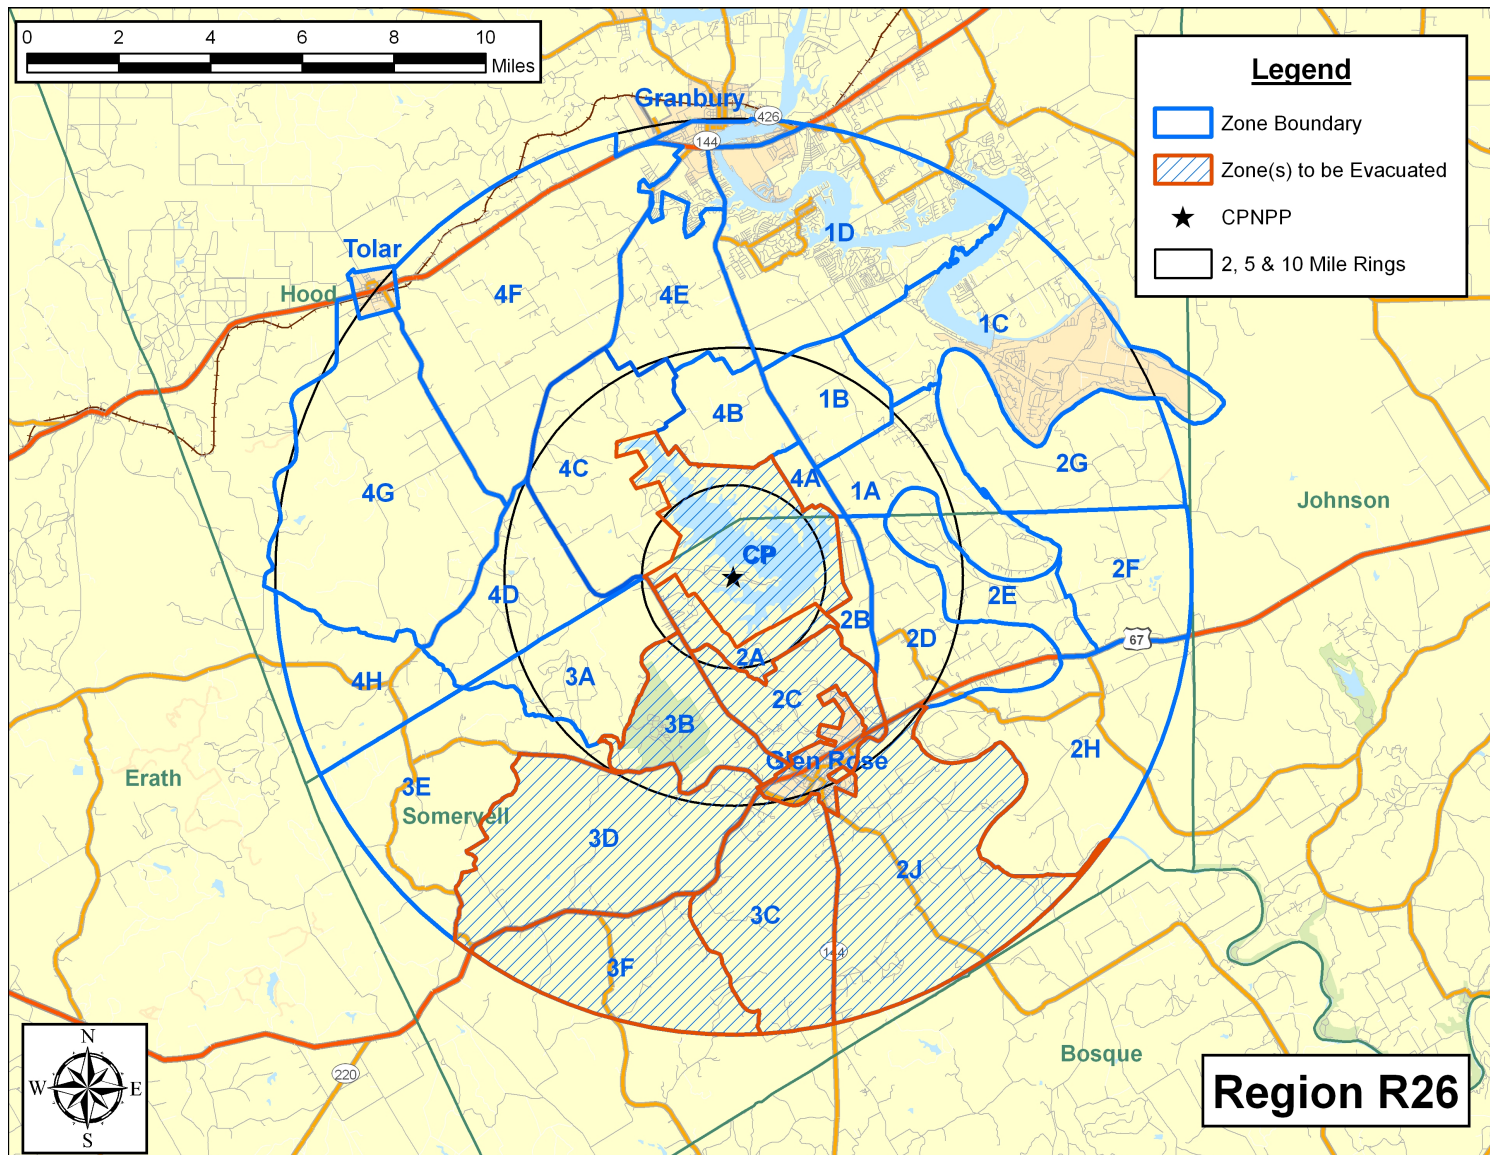 0 2 4 6 8 10
Miles
Legend
Zone Boundary
Zone(s) to be Evacuated
CPNPP
2, 5 & 10 Mile Rings
Granbury
426
144
1D
Tolar
Hood
4F
4E
1C
4B
1B
4C
2G
4G
4A
1A
Johnson
CP
2F
4D
2E
2B
2D
67
2A
4H
3A
2C
3B
2H
Glen Rose
Erath
3E
Somervell
3D
2J
3C
144
3F
Bosque
220
N
W E
S
Region R26